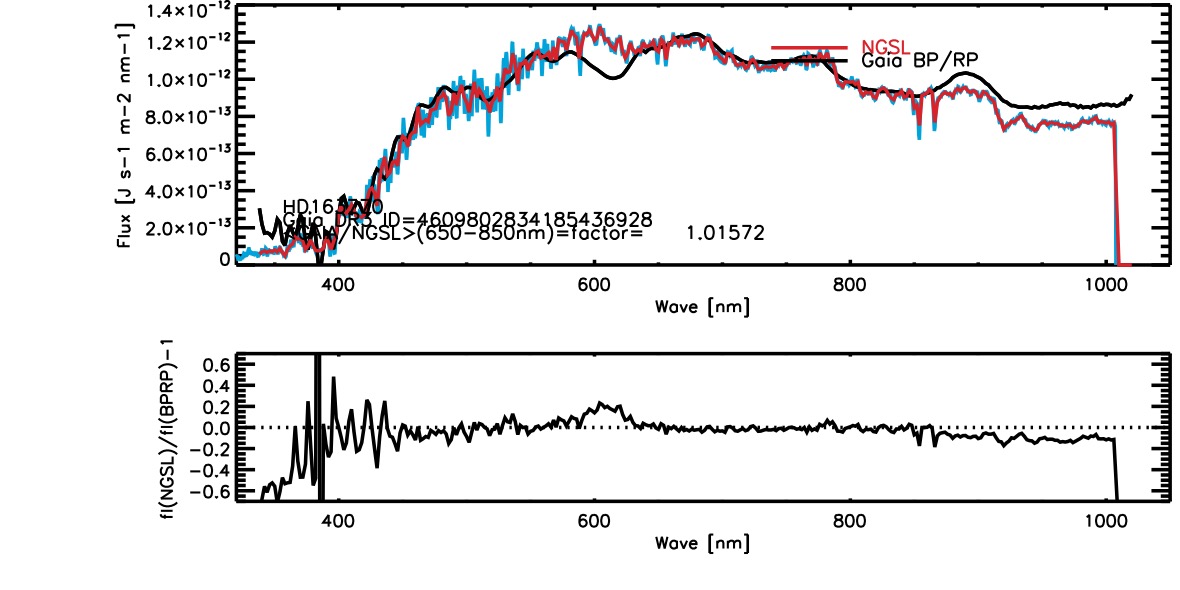 1.4×10-12
1.2×10-12
1.0×10-12
8.0×10-13
6.0×10-13
4.0×10-13
2.0×10-13
0
Flux [J s-1 m-2 nm-1]
NGSL
Gaia BP/RP
Gaia DR3 ID=4609802834185436928
/NGSL>(650-850nm)=factor= 1.01572
400 600 800 1000
Wave [nm]
0.6
0.4
0.2
0.0
-0.2
-0.4
-0.6
fl(NGSL)/fl(BPRP)-1
400 600 800 1000
Wave [nm]